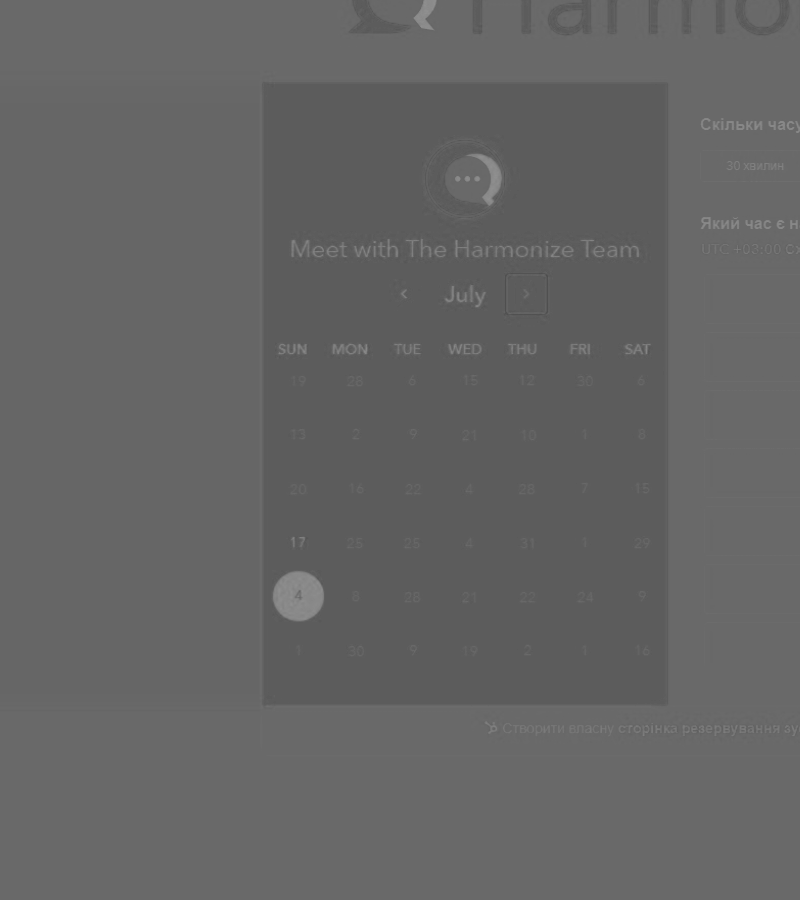 Harmo
Скільки часу
30 хвилин
Meet with The Harmonize Team
Який час є н
UTC +03:00 Сх
July
SUN MON TUE WED THU FRI SAT
19 28 6 15 12 30 6
13 2 9 21 10 1 8
20 16 22 4 28 7 15
17 25 25 4 31 1 29
4 8 28 21 22 24 9
1 30 9 19 2 1 16
Створити власну сторінка резервування зу